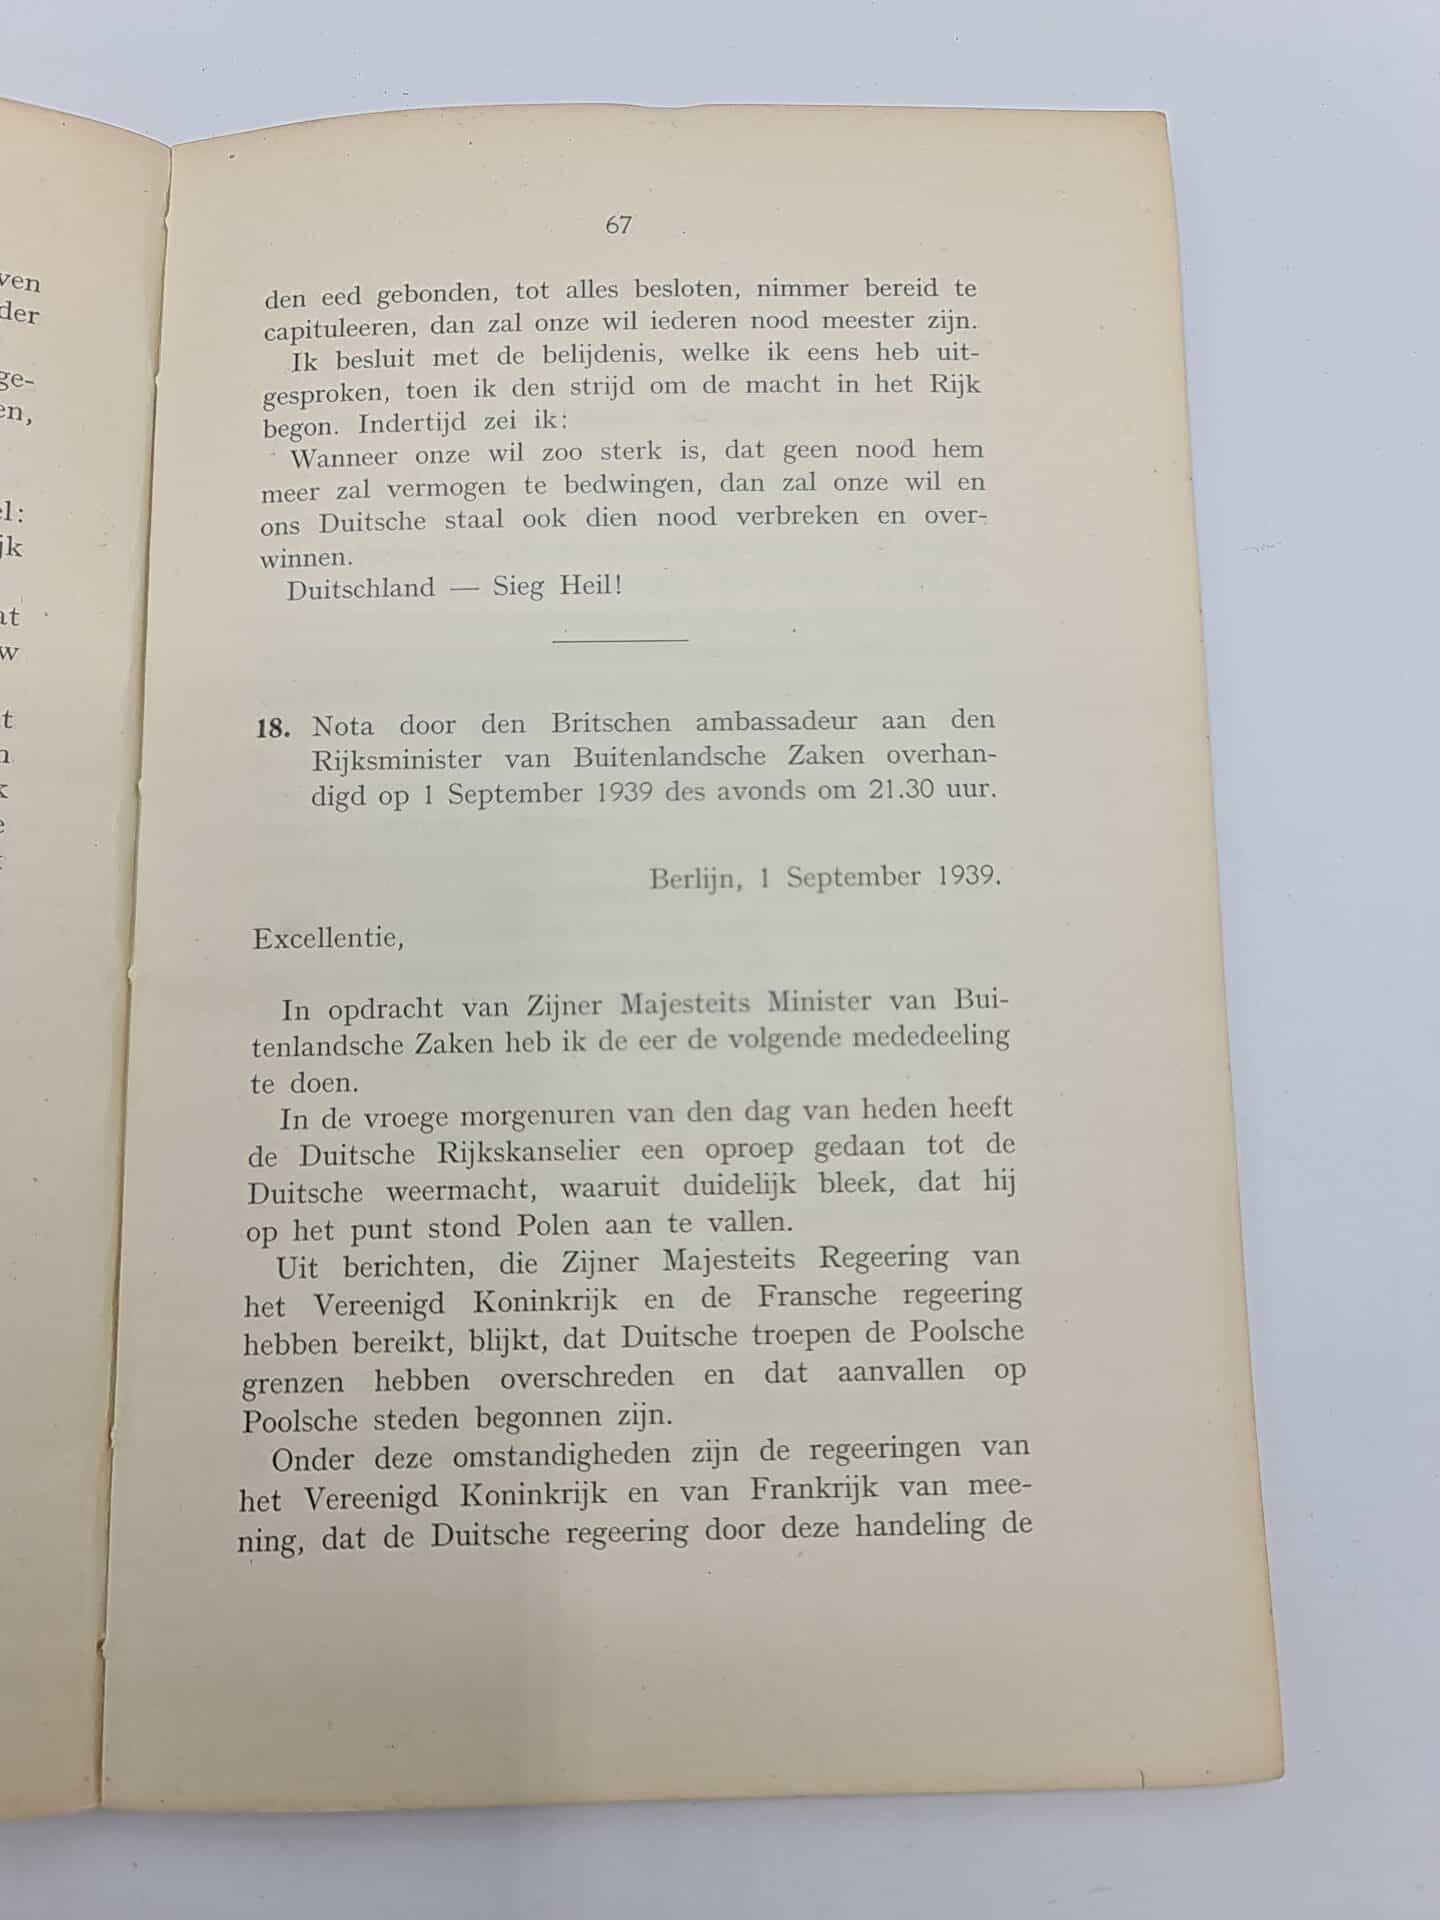 ven
der
ge-
en,
el:
ijk
at
w
t
n
k
e
t
67
den eed gebonden, tot alles besloten, nimmer bereid te
capituleeren, dan zal onze wil iederen nood meester zijn.
Ik besluit met de belijdenis, welke ik eens heb uit-
gesproken, toen ik den strijd om de macht in het Rijk
begon. Indertijd zei ik:
Wanneer onze wil zoo sterk is, dat geen nood hem
meer zal vermogen te bedwingen, dan zal onze wil en
ons Duitsche staal ook dien nood verbreken en over-
winnen.
Duitschland — Sieg Heil!
18. Nota door den Britschen ambassadeur aan den
Rijksminister van Buitenlandsche Zaken overhan-
digd op 1 September 1939 des avonds om 21.30 uur.
Berlijn, 1 September 1939.
Excellentie,
In opdracht van Zijner Majesteits Minister van Bui-
tenlandsche Zaken heb ik de eer de volgende mededeeling
te doen.
In de vroege morgenuren van den dag van heden heeft
de Duitsche Rijkskanselier een oproep gedaan tot de
Duitsche weermacht, waaruit duidelijk bleek, dat hij
op het punt stond Polen aan te vallen.
Uit berichten, die Zijner Majesteits Regeering van
het Vereenigd Koninkrijk en de Fransche regeering
hebben bereikt, blijkt, dat Duitsche troepen de Poolsche
grenzen hebben overschreden en dat aanvallen op
Poolsche steden begonnen zijn.
Onder deze omstandigheden zijn de regeeringen van
het Vereenigd Koninkrijk en van Frankrijk van mee-
ning, dat de Duitsche regeering door deze handeling de